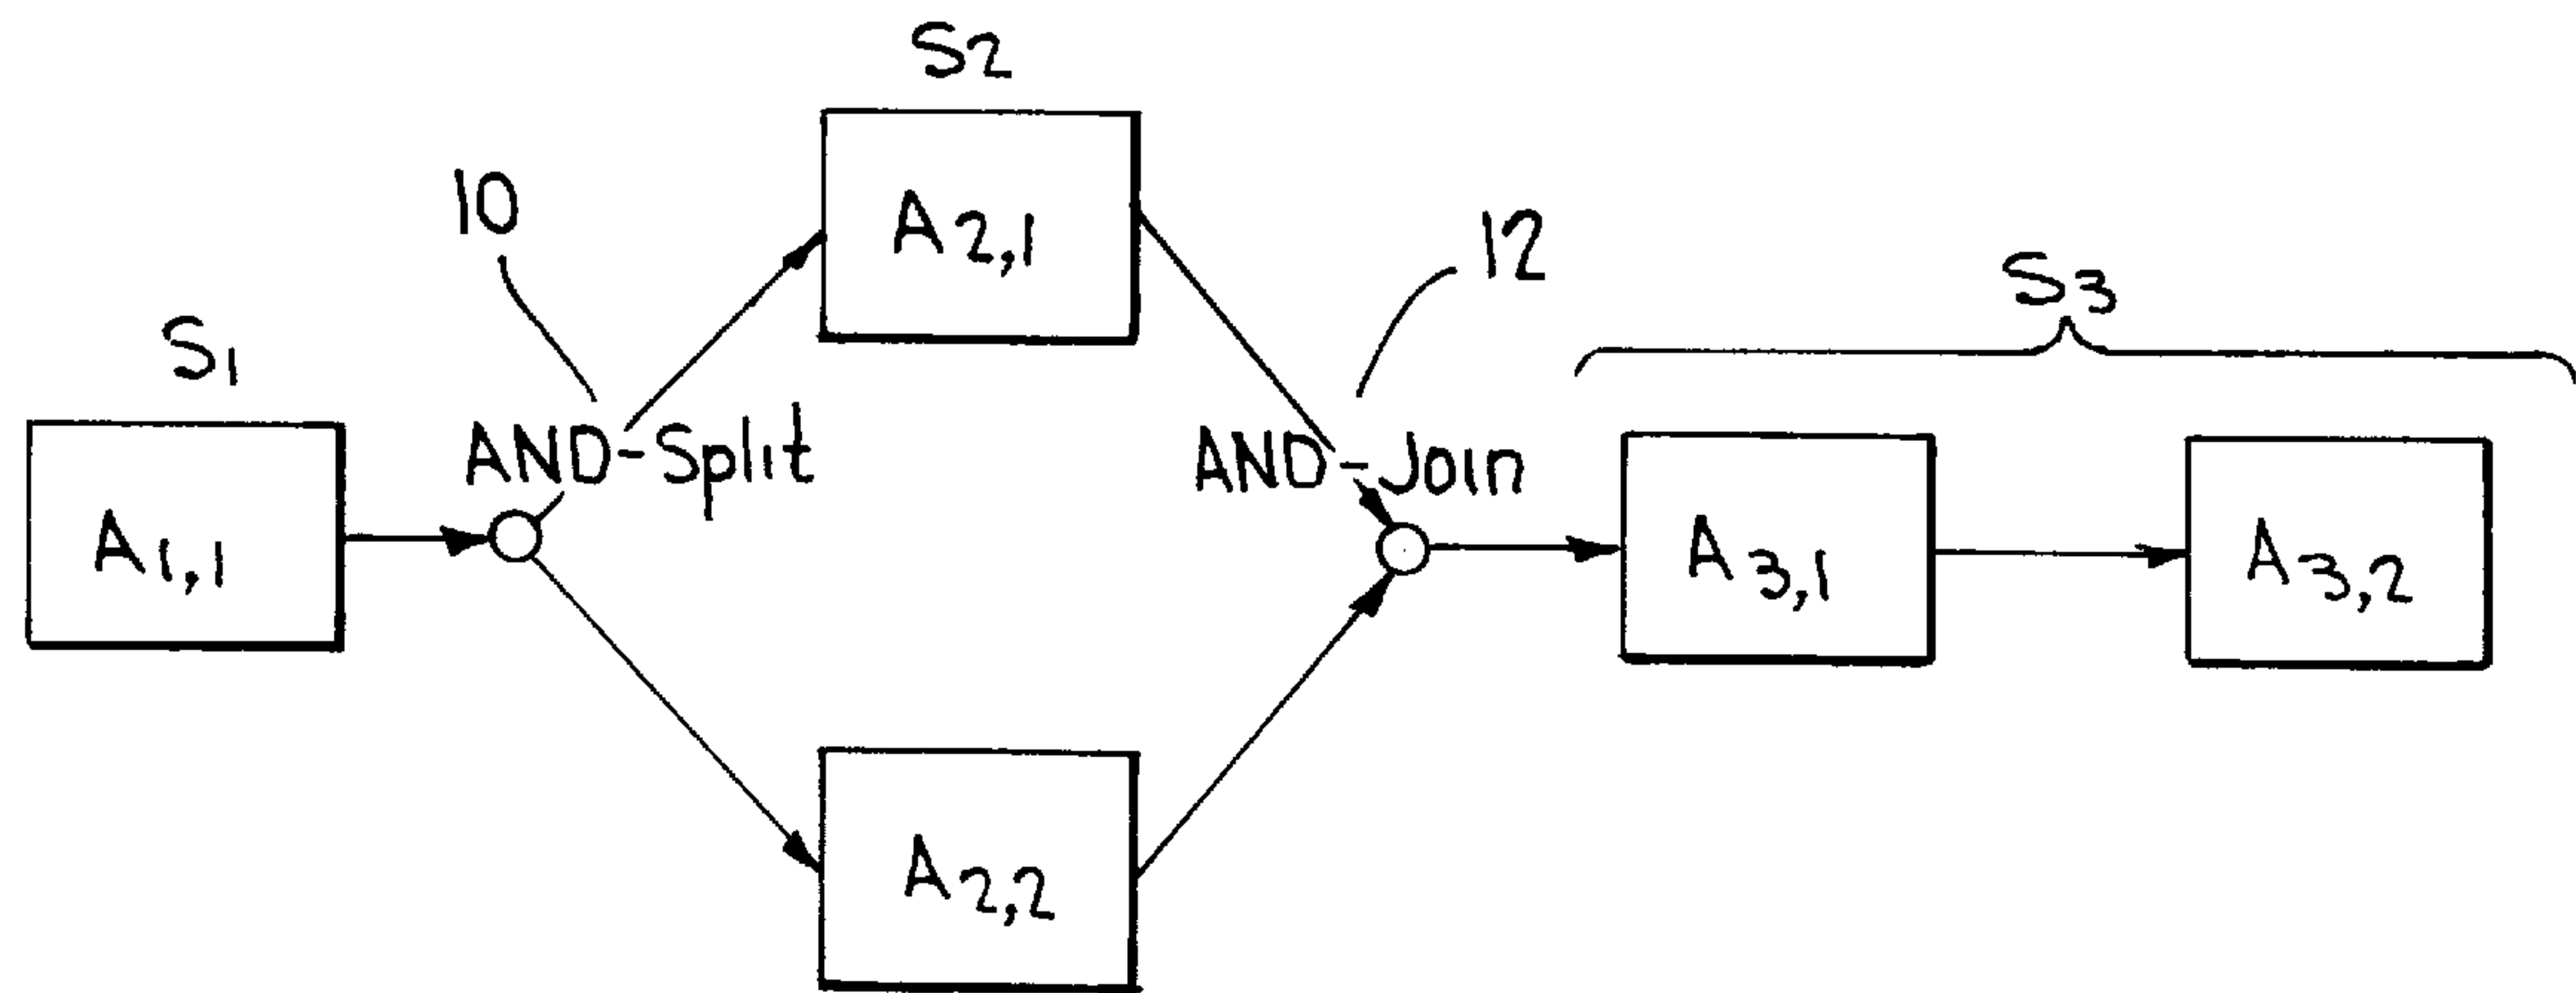 S2
10
A2,1
12
S3
S1
AND-Split
AND-Join
A1,1
A3,1
A3,2
A2,2